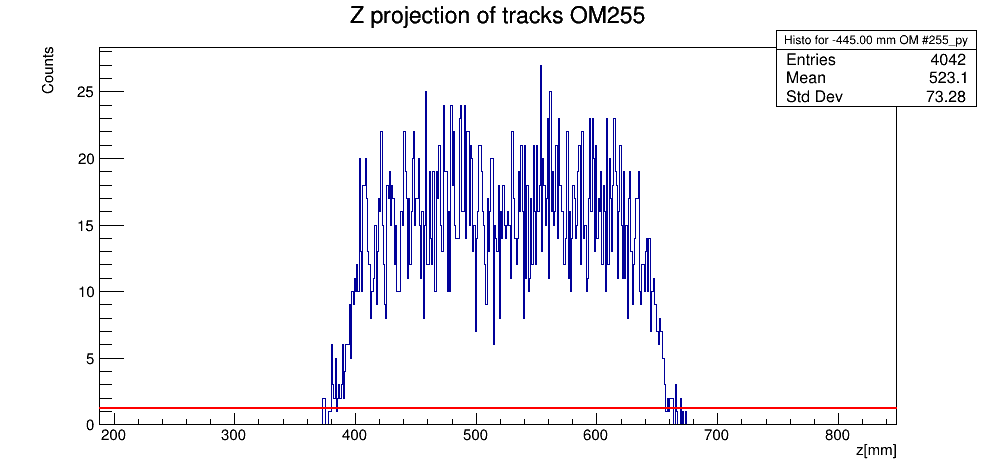 Z projection of tracks OM255
Histo for -445.00 mm OM #255_py
Entries 4042
Mean 523.1
Std Dev 73.28
Counts
25
20
15
10
5
0
200 300 400 500 600 700 800
z[mm]